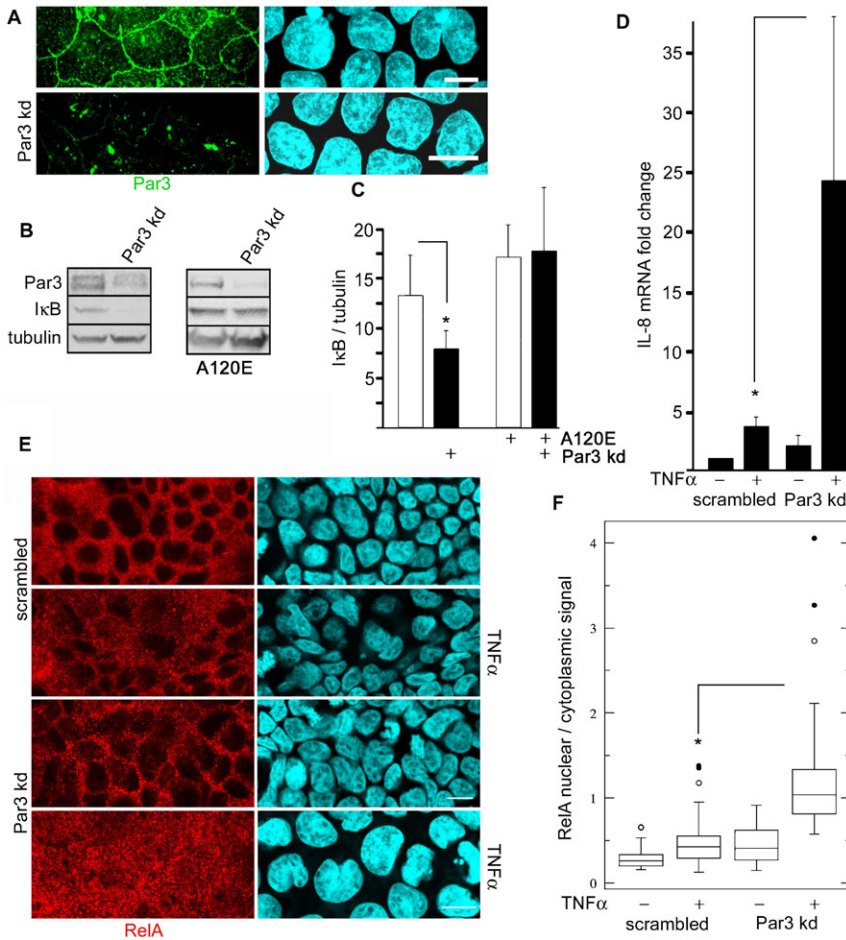 A
Par3 kd
Par3
B
Par3 kd
Par3 kd
Par3
IκB
tubulin
A120E
C
20
15
10
5
IκB / tubulin
*
+ + A120E
+ + Par3 kd
D
35
30
25
20
15
10
5
IL-8 mRNA fold change
*
TNFα − + − +
scrambled Par3 kd
E
scrambled
TNFα
Par3 kd
TNFα
RelA
F
4
3
2
1
0
RelA nuclear / cytoplasmic signal
*
TNFα − + − +
scrambled Par3 kd